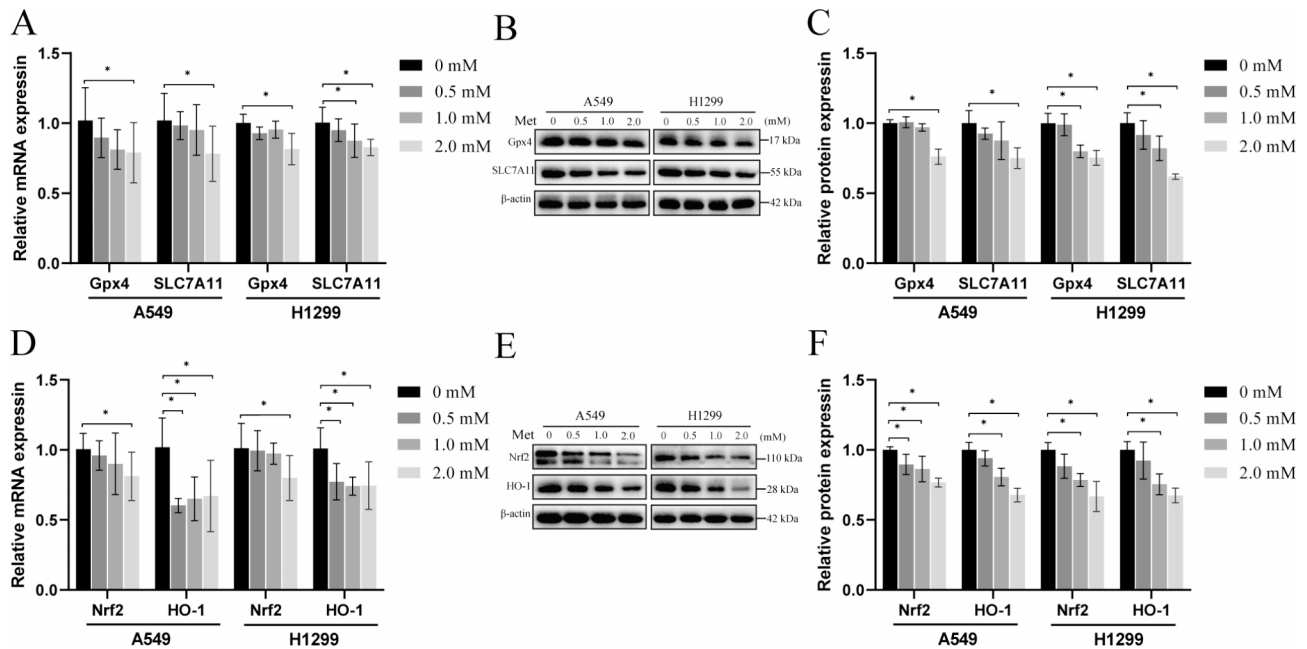 A
Relative mRNA expressin
1.5
1.0
0.5
0.0
*
*
*
*
*
Gpx4 SLC7A11 Gpx4 SLC7A11
A549 H1299
0 mM
0.5 mM
1.0 mM
2.0 mM
B
A549 H1299
Met 0 0.5 1.0 2.0 0 0.5 1.0 2.0 (mM)
Gpx4 17 kDa
SLC7A11 55 kDa
β-actin 42 kDa
C
Relative protein expressin
1.5
1.0
0.5
0.0
*
*
*
*
*
*
Gpx4 SLC7A11 Gpx4 SLC7A11
A549 H1299
0 mM
0.5 mM
1.0 mM
2.0 mM
D
Relative mRNA expressin
1.5
1.0
0.5
0.0
*
*
*
*
*
*
*
*
Nrf2 HO-1 Nrf2 HO-1
A549 H1299
0 mM
0.5 mM
1.0 mM
2.0 mM
E
A549 H1299
Met 0 0.5 1.0 2.0 0 0.5 1.0 2.0 (mM)
Nrf2 110 kDa
HO-1 28 kDa
β-actin 42 kDa
F
Relative protein expressin
1.5
1.0
0.5
0.0
*
*
*
*
*
*
*
*
*
Nrf2 HO-1 Nrf2 HO-1
A549 H1299
0 mM
0.5 mM
1.0 mM
2.0 mM